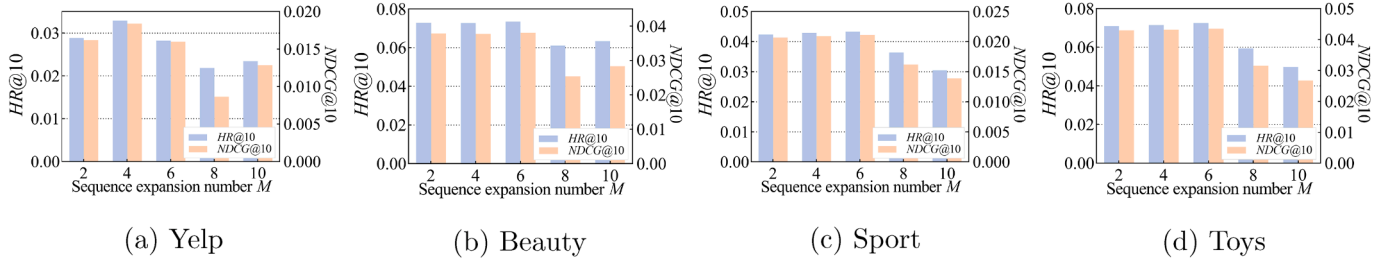 HR@10
0.03
0.02
0.01
0.00
0.020
0.015
0.010
0.005
0.000
NDCG@10
HR@10
NDCG@10
2 4 6 8 10
Sequence expansion number M
(a) Yelp
HR@10
0.08
0.06
0.04
0.02
0.00
0.04
0.03
0.02
0.01
0.00
NDCG@10
HR@10
NDCG@10
2 4 6 8 10
Sequence expansion number M
(b) Beauty
HR@10
0.05
0.04
0.03
0.02
0.01
0.00
0.025
0.020
0.015
0.010
0.005
0.000
NDCG@10
HR@10
NDCG@10
2 4 6 8 10
Sequence expansion number M
(c) Sport
HR@10
0.08
0.06
0.04
0.02
0.00
0.05
0.04
0.03
0.02
0.01
0.00
NDCG@10
HR@10
NDCG@10
2 4 6 8 10
Sequence expansion number M
(d) Toys